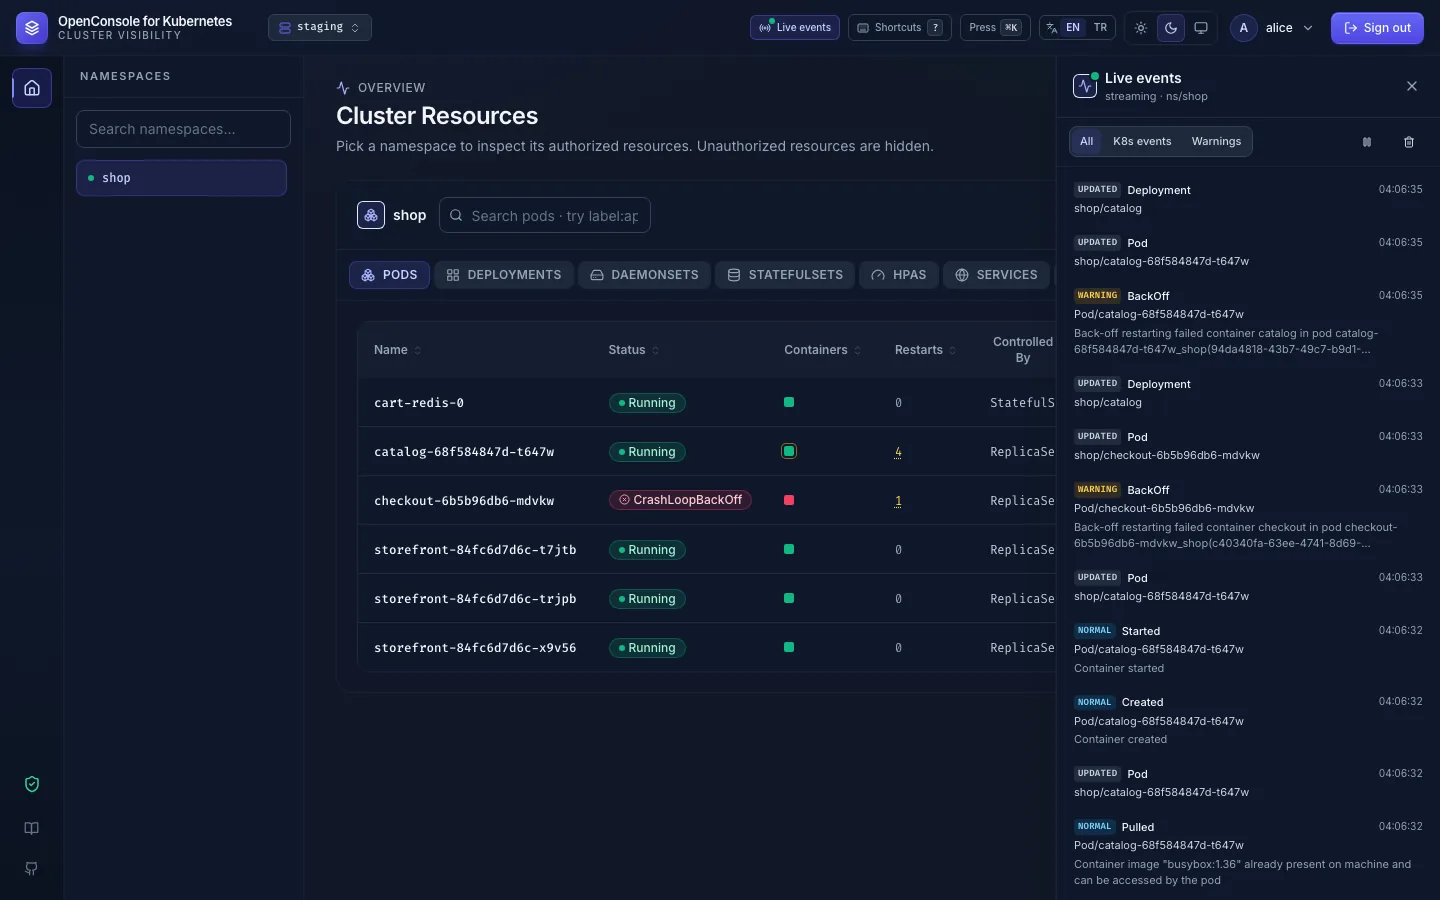 OpenConsole for Kubernetes
CLUSTER VISIBILITY
staging
Live events
Shortcuts ?
Press ⌘K
EN TR
A alice
Sign out
NAMESPACES
Search namespaces...
shop
OVERVIEW
Cluster Resources
Pick a namespace to inspect its authorized resources. Unauthorized resources are hidden.
shop
Search pods · try label:ap
PODS DEPLOYMENTS DAEMONSETS STATEFULSETS HPAS SERVICES
Name Status Containers Restarts Controlled By
cart-redis-0 Running 0 StatefulS
catalog-68f584847d-t647w Running 4 ReplicaSe
checkout-6b5b96db6-mdvkw CrashLoopBackOff 1 ReplicaSe
storefront-84fc6d7d6c-t7jtb Running 0 ReplicaSe
storefront-84fc6d7d6c-trjpb Running 0 ReplicaSe
storefront-84fc6d7d6c-x9v56 Running 0 ReplicaSe
Live events
streaming · ns/shop
All K8s events Warnings
UPDATED Deployment 04:06:35
shop/catalog
UPDATED Pod 04:06:35
shop/catalog-68f584847d-t647w
WARNING BackOff 04:06:35
Pod/catalog-68f584847d-t647w
Back-off restarting failed container catalog in pod catalog-
68f584847d-t647w_shop(94da4818-43b7-49c7-b9d1-...
UPDATED Deployment 04:06:33
shop/catalog
UPDATED Pod 04:06:33
shop/checkout-6b5b96db6-mdvkw
WARNING BackOff 04:06:33
Pod/checkout-6b5b96db6-mdvkw
Back-off restarting failed container checkout in pod checkout-
6b5b96db6-mdvkw_shop(c40340fa-63ee-4741-8d69-...
UPDATED Pod 04:06:33
shop/catalog-68f584847d-t647w
NORMAL Started 04:06:32
Pod/catalog-68f584847d-t647w
Container started
NORMAL Created 04:06:32
Pod/catalog-68f584847d-t647w
Container created
UPDATED Pod 04:06:32
shop/catalog-68f584847d-t647w
NORMAL Pulled 04:06:32
Pod/catalog-68f584847d-t647w
Container image "busybox:1.36" already present on machine and
can be accessed by the pod